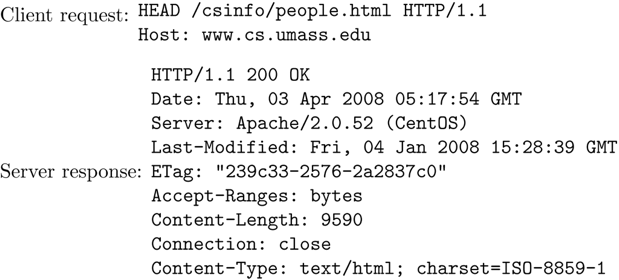 Client request: HEAD /csinfo/people.html HTTP/1.1
Host: www.cs.umass.edu
HTTP/1.1 200 OK
Date: Thu, 03 Apr 2008 05:17:54 GMT
Server: Apache/2.0.52 (CentOS)
Last-Modified: Fri, 04 Jan 2008 15:28:39 GMT
Server response: ETag: "239c33-2576-2a2837c0"
Accept-Ranges: bytes
Content-Length: 9590
Connection: close
Content-Type: text/html; charset=ISO-8859-1